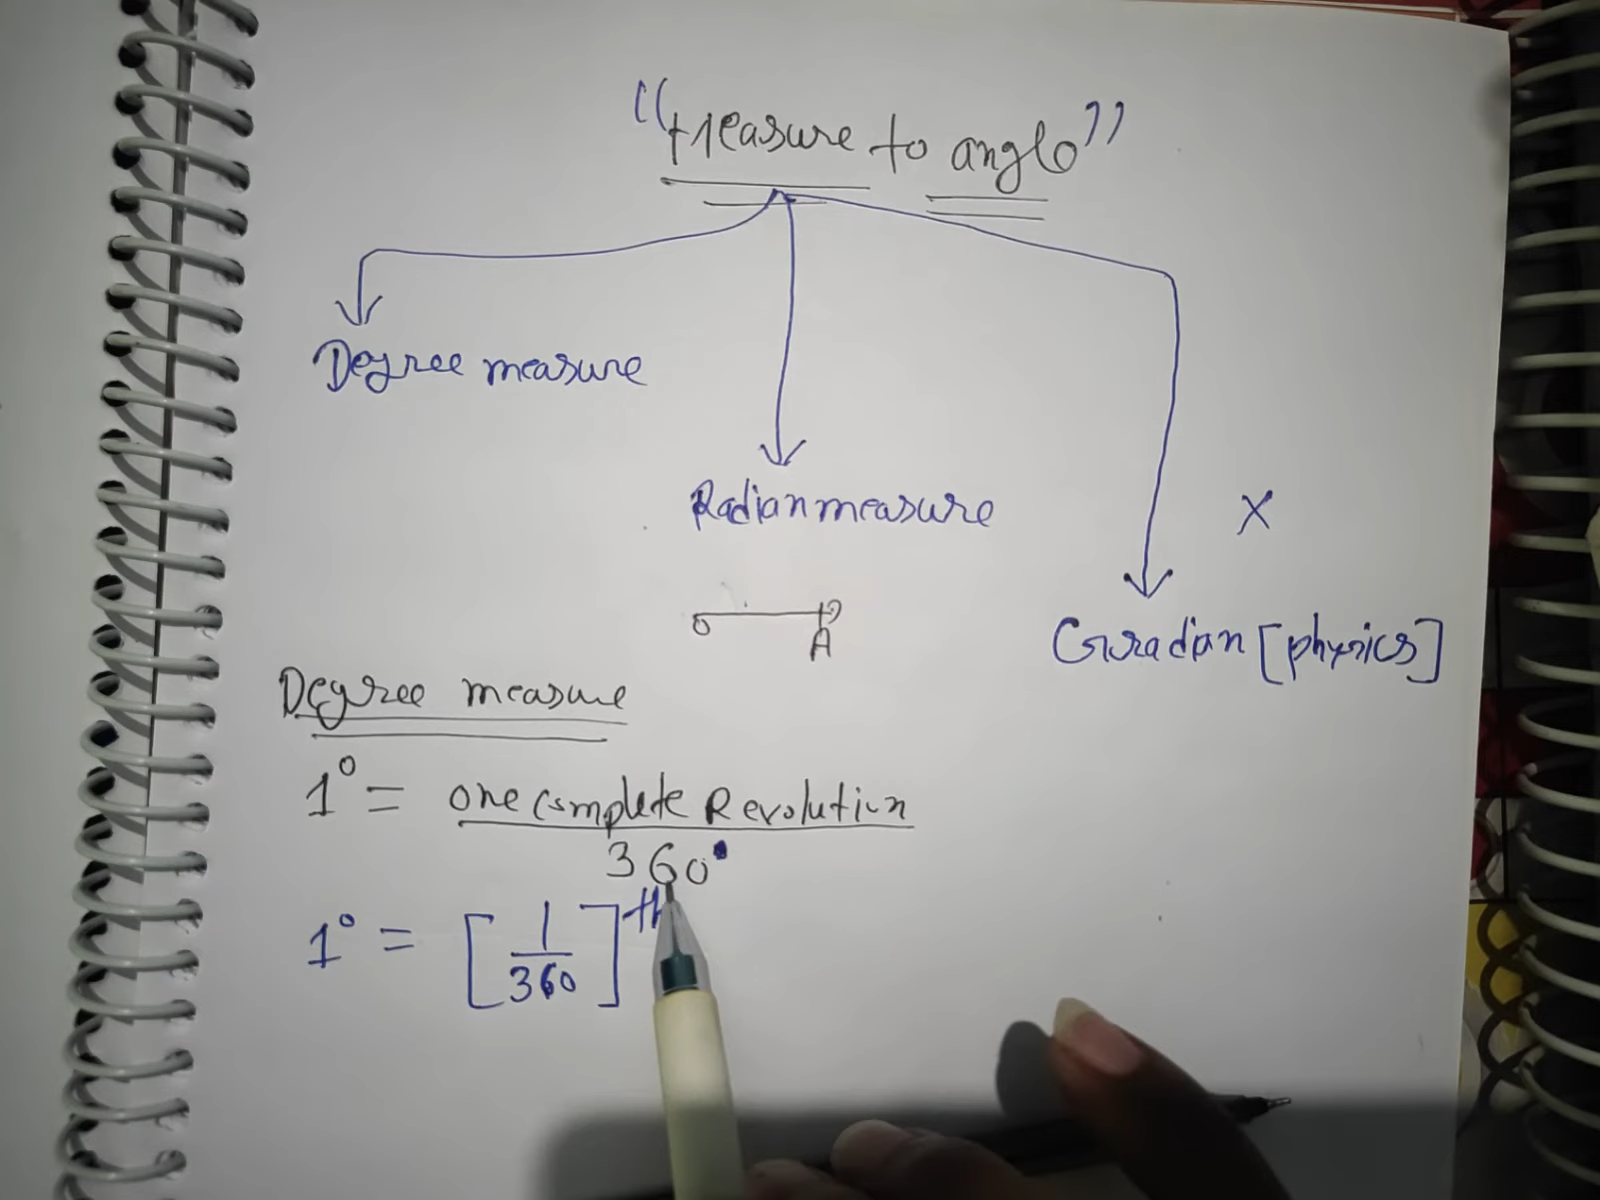 "Measure to angle"
Degree measure
Radian measure
X
Gradian [physics]
O A
Degree measure
1° = one complete Revolution
360°
1° = [1/360]th